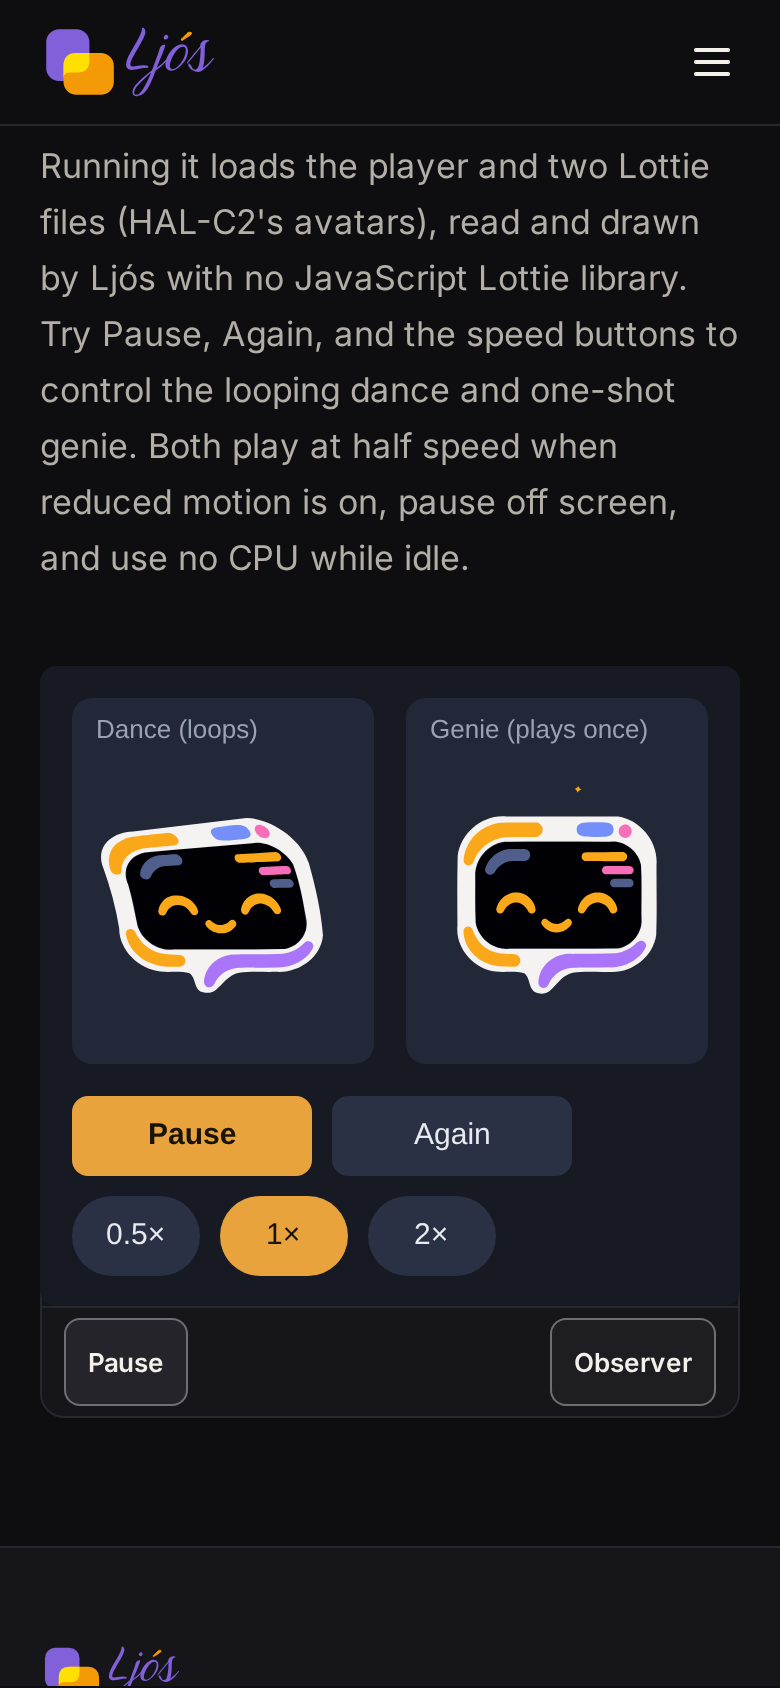 Ljós
Running it loads the player and two Lottie
files (HAL-C2's avatars), read and drawn
by Ljós with no JavaScript Lottie library.
Try Pause, Again, and the speed buttons to
control the looping dance and one-shot
genie. Both play at half speed when
reduced motion is on, pause off screen,
and use no CPU while idle.
Dance (loops)
Genie (plays once)
Pause
Again
0.5×
1×
2×
Pause
Observer
Ljós